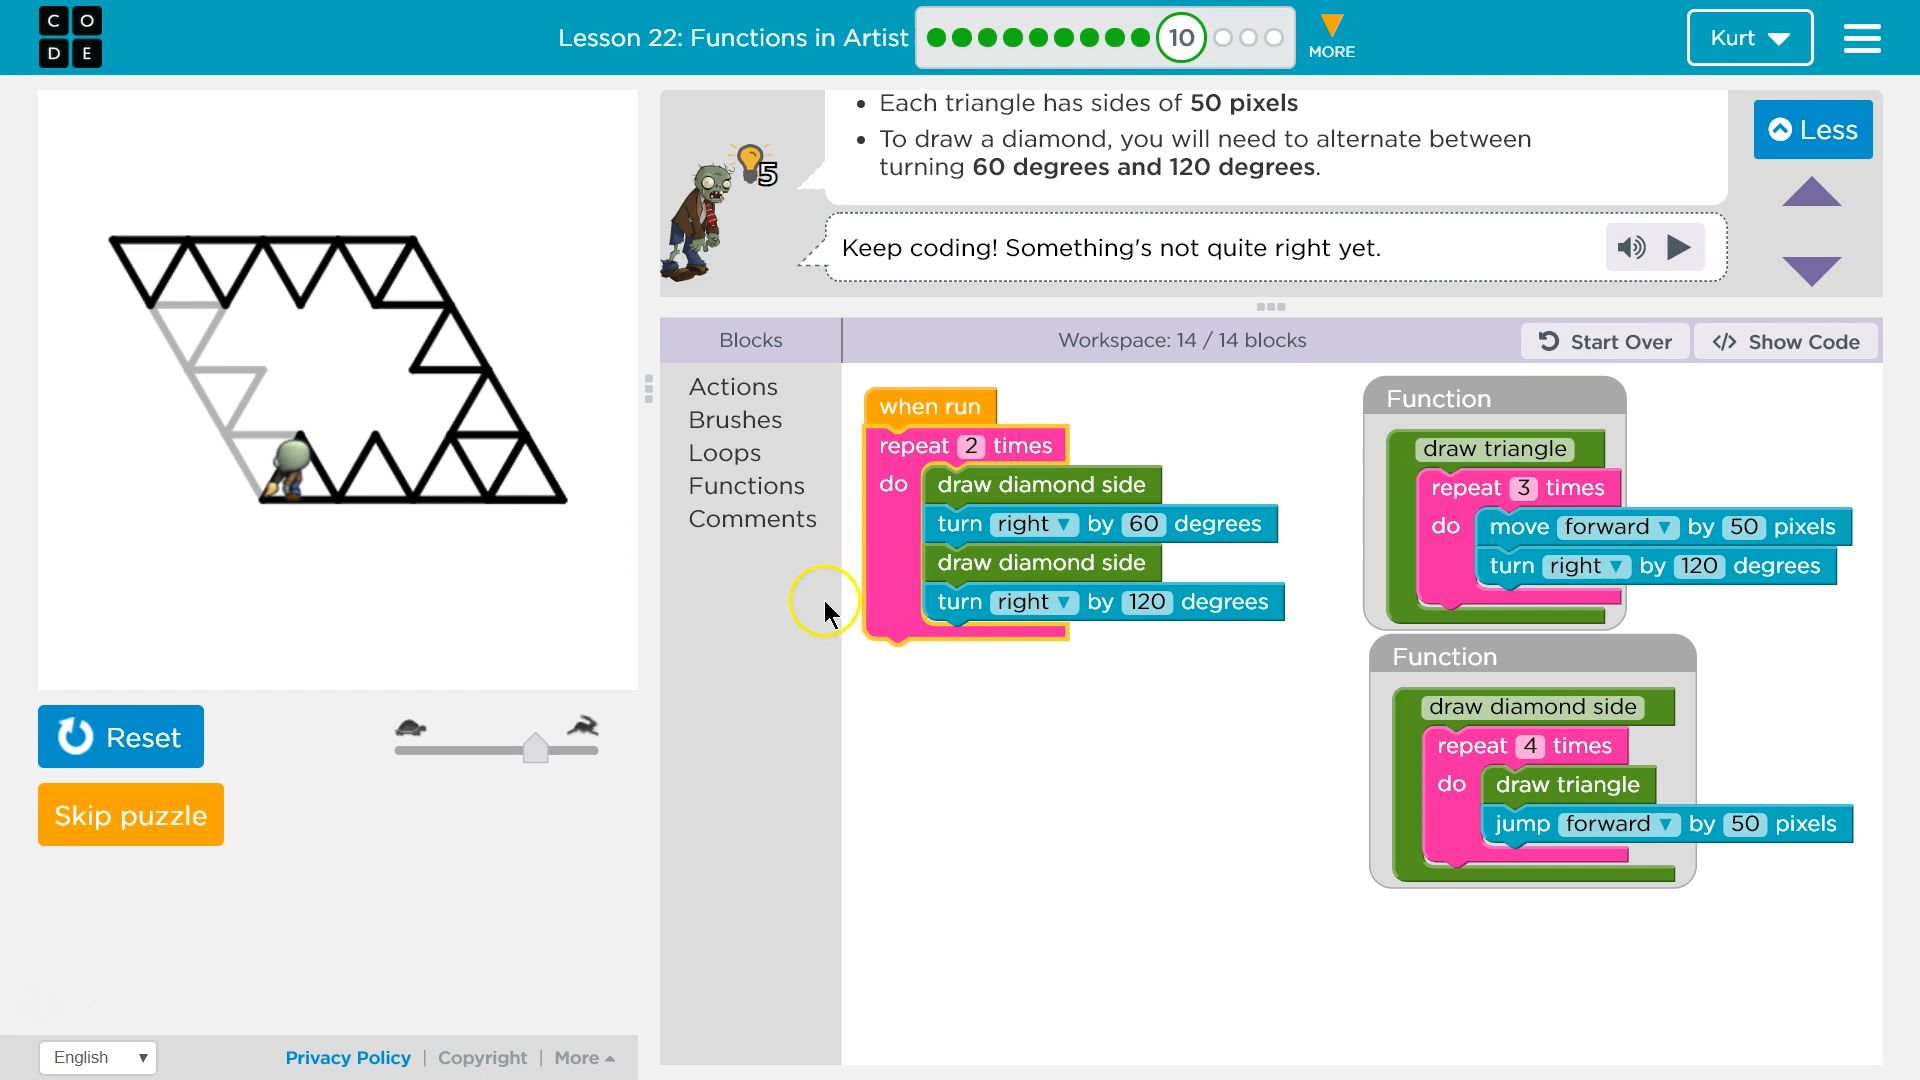 C O
D E
Lesson 22: Functions in Artist
10
MORE
Kurt
Each triangle has sides of 50 pixels
To draw a diamond, you will need to alternate between
turning 60 degrees and 120 degrees.
5
Less
Keep coding! Something's not quite right yet.
Blocks
Workspace: 14 / 14 blocks
Start Over
</> Show Code
Actions
Brushes
Loops
Functions
Comments
when run
repeat 2 times
do
draw diamond side
turn right by 60 degrees
draw diamond side
turn right by 120 degrees
Function
draw triangle
repeat 3 times
do
move forward by 50 pixels
turn right by 120 degrees
Function
draw diamond side
repeat 4 times
do
draw triangle
jump forward by 50 pixels
Reset
Skip puzzle
English
Privacy Policy | Copyright | More